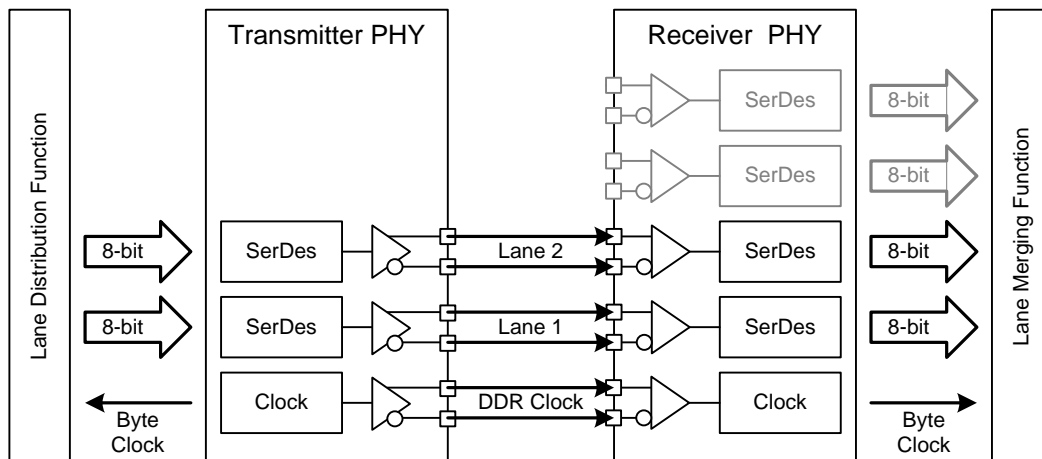 Lane Distribution Function
Transmitter PHY
Receiver PHY
SerDes
8-bit
SerDes
8-bit
8-bit
SerDes
Lane 2
SerDes
8-bit
8-bit
SerDes
Lane 1
SerDes
8-bit
Byte
Clock
Clock
DDR Clock
Clock
Byte
Clock
Lane Merging Function